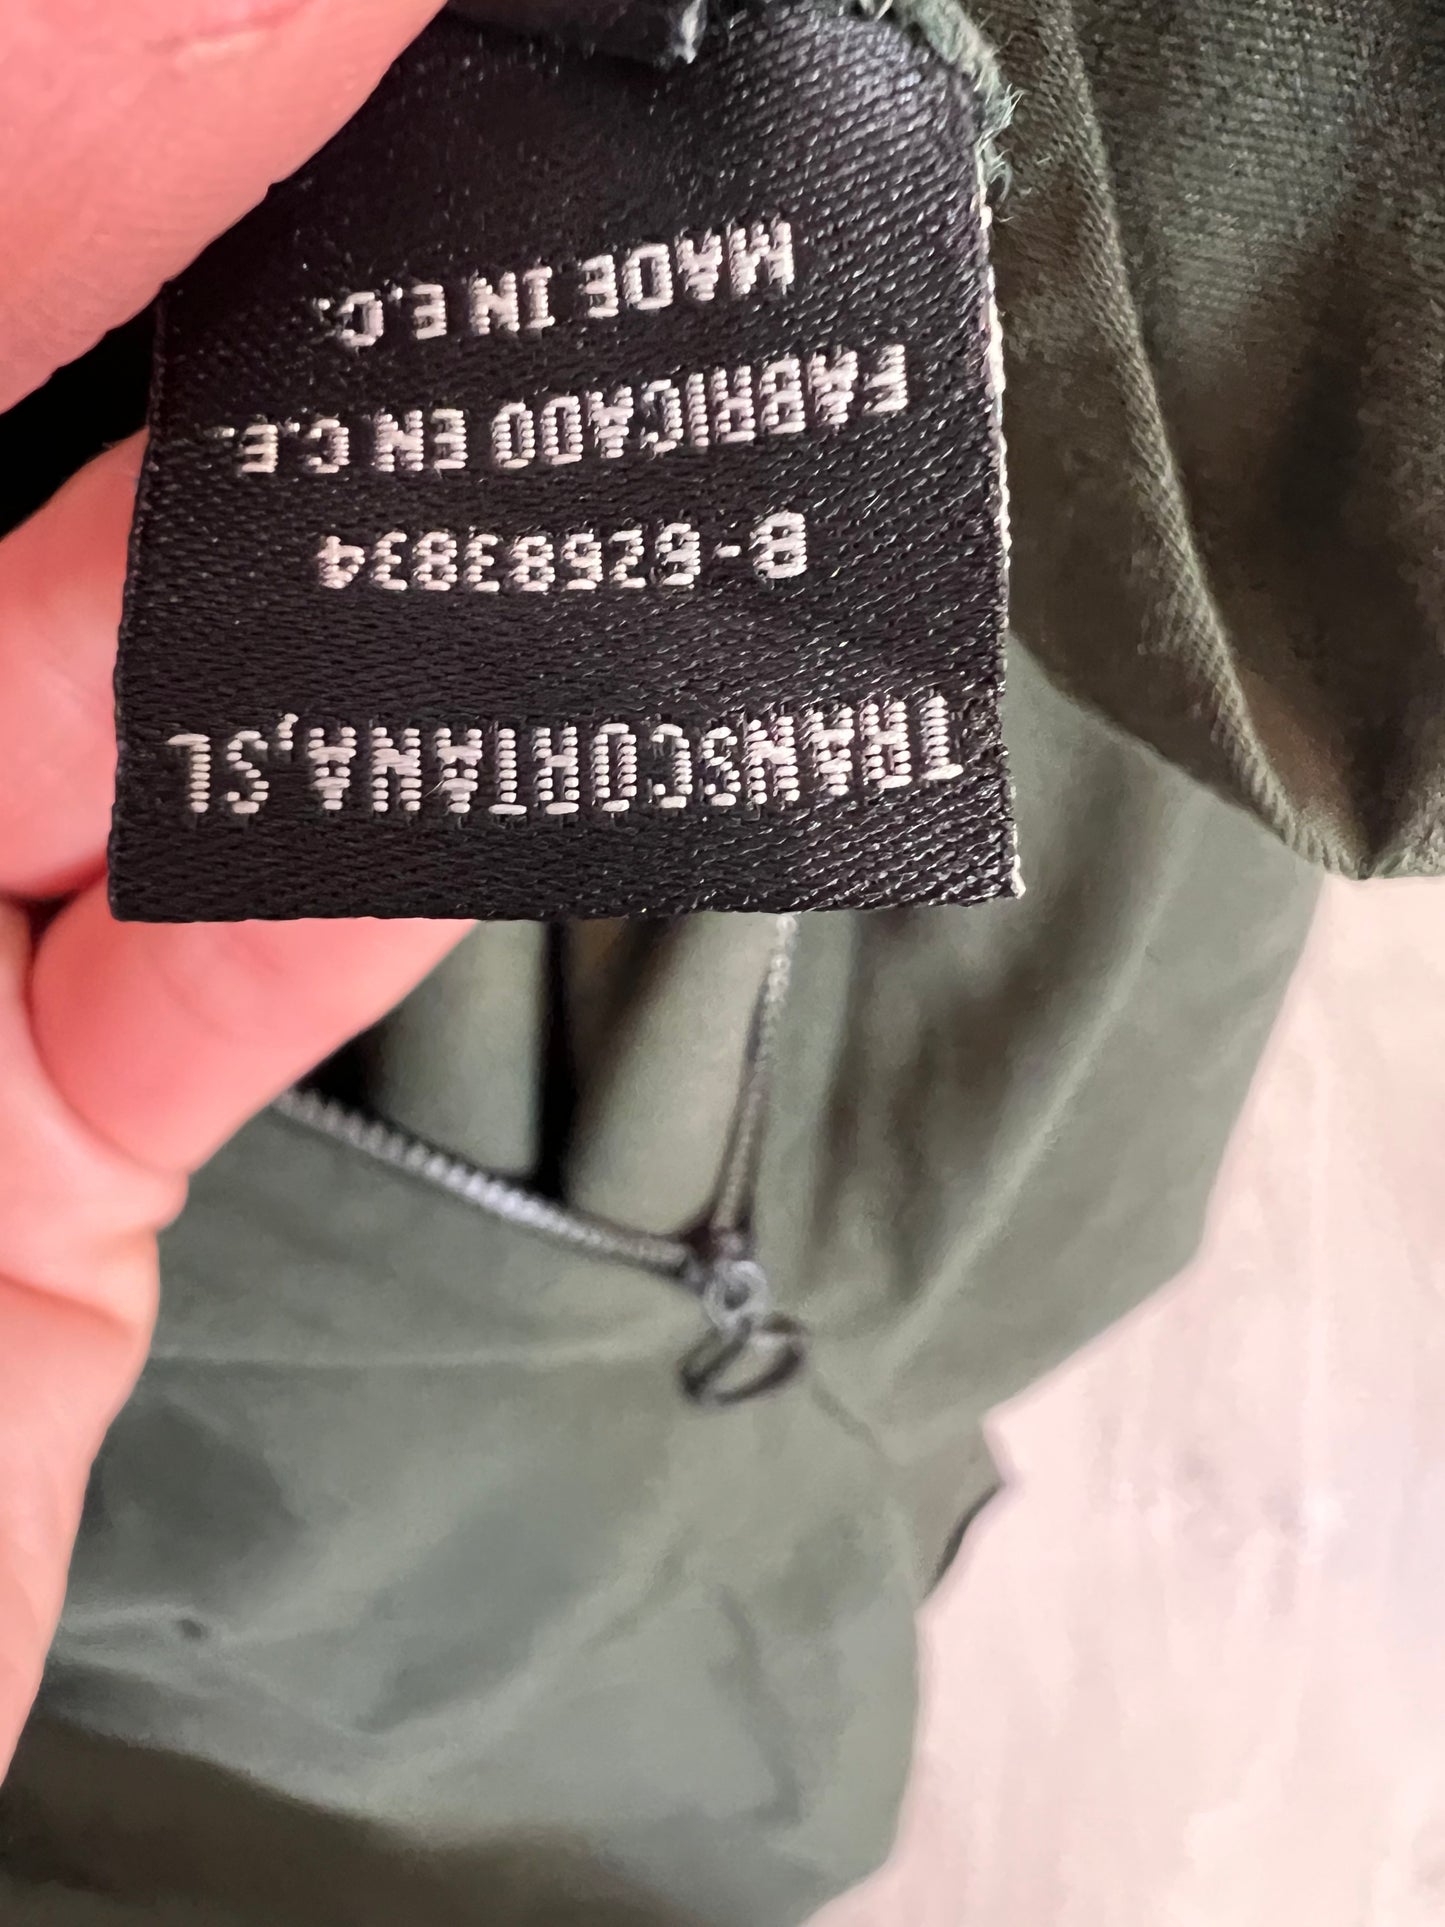 TRANSCORTANA,SL
B-62683834
FABRICADO EN C.E.
MADE IN E.C.